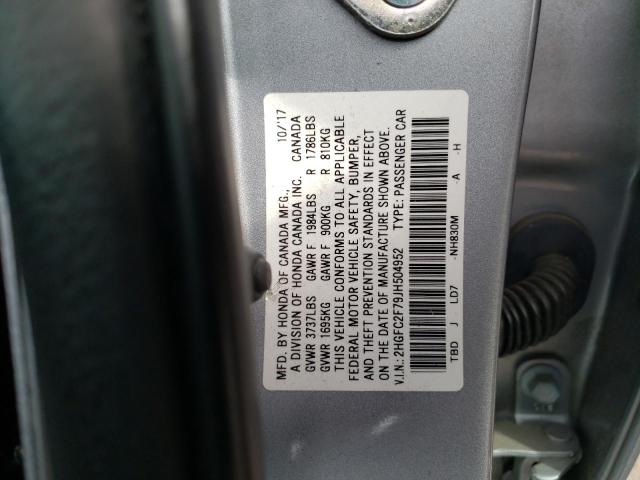 MFD. BY HONDA OF CANADA MFG., 10/17
A DIVISION OF HONDA CANADA INC. CANADA
GVWR 3737LBS GAWR F 1984LBS R 1786LBS
GVWR 1695KG GAWR F 900KG R 810KG
THIS VEHICLE CONFORMS TO ALL APPLICABLE
FEDERAL MOTOR VEHICLE SAFETY, BUMPER,
AND THEFT PREVENTION STANDARDS IN EFFECT
ON THE DATE OF MANUFACTURE SHOWN ABOVE.
V.I.N.: 2HGFC2F79JH504952 TYPE: PASSENGER CAR
TBD J LD7 -NH830M -A -H